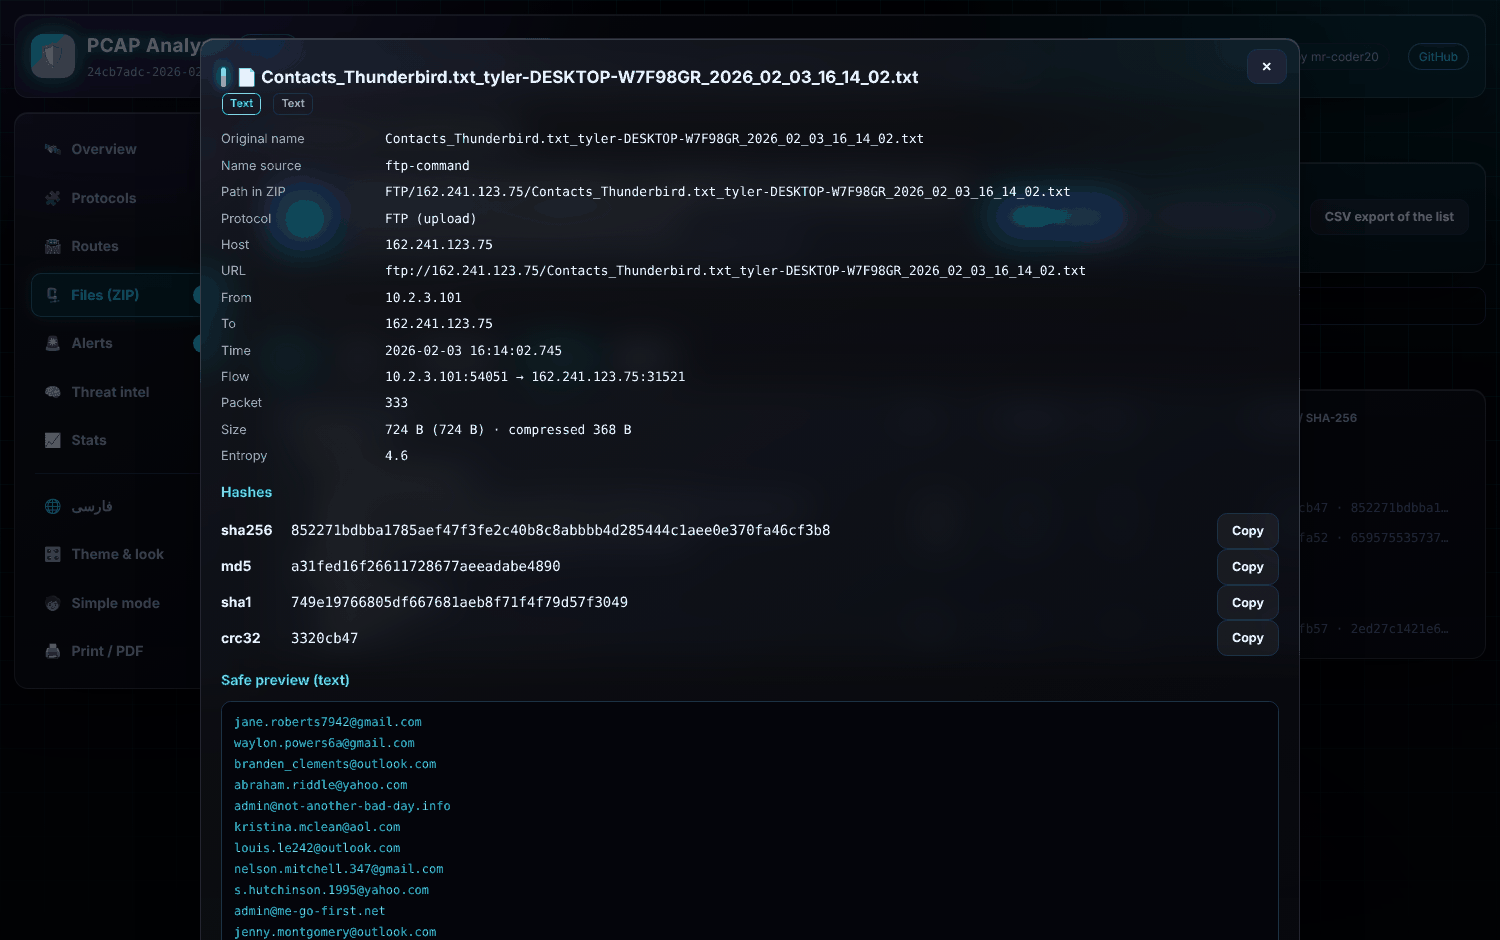 PCAP Analy
24cb7adc-2026-02
y mr-coder20
GitHub
Overview
Protocols
Routes
Files (ZIP)
Alerts
Threat intel
Stats
فارسی
Theme & look
Simple mode
Print / PDF
📄 Contacts_Thunderbird.txt_tyler-DESKTOP-W7F98GR_2026_02_03_16_14_02.txt
×
Text Text
Original name Contacts_Thunderbird.txt_tyler-DESKTOP-W7F98GR_2026_02_03_16_14_02.txt
Name source ftp-command
Path in ZIP FTP/162.241.123.75/Contacts_Thunderbird.txt_tyler-DESKTOP-W7F98GR_2026_02_03_16_14_02.txt
Protocol FTP (upload)
Host 162.241.123.75
URL ftp://162.241.123.75/Contacts_Thunderbird.txt_tyler-DESKTOP-W7F98GR_2026_02_03_16_14_02.txt
From 10.2.3.101
To 162.241.123.75
Time 2026-02-03 16:14:02.745
Flow 10.2.3.101:54051 → 162.241.123.75:31521
Packet 333
Size 724 B (724 B) · compressed 368 B
Entropy 4.6
Hashes
sha256 852271bdbba1785aef47f3fe2c40b8c8abbbb4d285444c1aee0e370fa46cf3b8 Copy
md5 a31fed16f26611728677aeeadabe4890 Copy
sha1 749e19766805df667681aeb8f71f4f79d57f3049 Copy
crc32 3320cb47 Copy
Safe preview (text)
jane.roberts7942@gmail.com
waylon.powers6a@gmail.com
branden_clements@outlook.com
abraham.riddle@yahoo.com
admin@not-another-bad-day.info
kristina.mclean@aol.com
louis.le242@outlook.com
nelson.mitchell.347@gmail.com
s.hutchinson.1995@yahoo.com
admin@me-go-first.net
jenny.montgomery@outlook.com
CSV export of the list
/ SHA-256
cb47 · 852271bdbba1…
fa52 · 659575535737…
fb57 · 2ed27c1421e6…